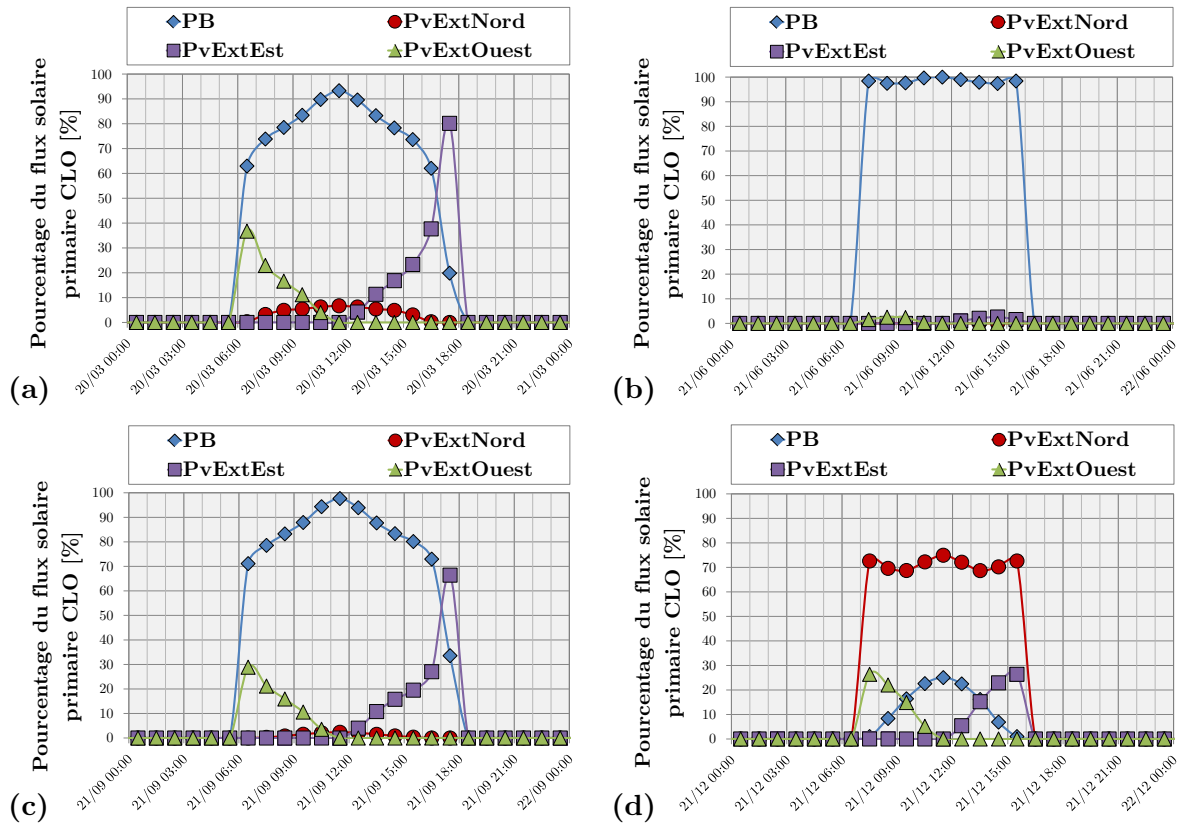 PB PvExtNord
PvExtEst PvExtOuest
Pourcentage du flux solaire
primaire CLO [%]
100
90
80
70
60
50
40
30
20
10
0
20/03 00:00 20/03 03:00 20/03 06:00 20/03 09:00 20/03 12:00 20/03 15:00 20/03 18:00 20/03 21:00 21/03 00:00
(a)
PB PvExtNord
PvExtEst PvExtOuest
Pourcentage du flux solaire
primaire CLO [%]
100
90
80
70
60
50
40
30
20
10
0
21/06 00:00 21/06 03:00 21/06 06:00 21/06 09:00 21/06 12:00 21/06 15:00 21/06 18:00 21/06 21:00 22/06 00:00
(b)
PB PvExtNord
PvExtEst PvExtOuest
Pourcentage du flux solaire
primaire CLO [%]
100
90
80
70
60
50
40
30
20
10
0
21/09 00:00 21/09 03:00 21/09 06:00 21/09 09:00 21/09 12:00 21/09 15:00 21/09 18:00 21/09 21:00 22/09 00:00
(c)
PB PvExtNord
PvExtEst PvExtOuest
Pourcentage du flux solaire
primaire CLO [%]
100
90
80
70
60
50
40
30
20
10
0
21/12 00:00 21/12 03:00 21/12 06:00 21/12 09:00 21/12 12:00 21/12 15:00 21/12 18:00 21/12 21:00 22/12 00:00
(d)